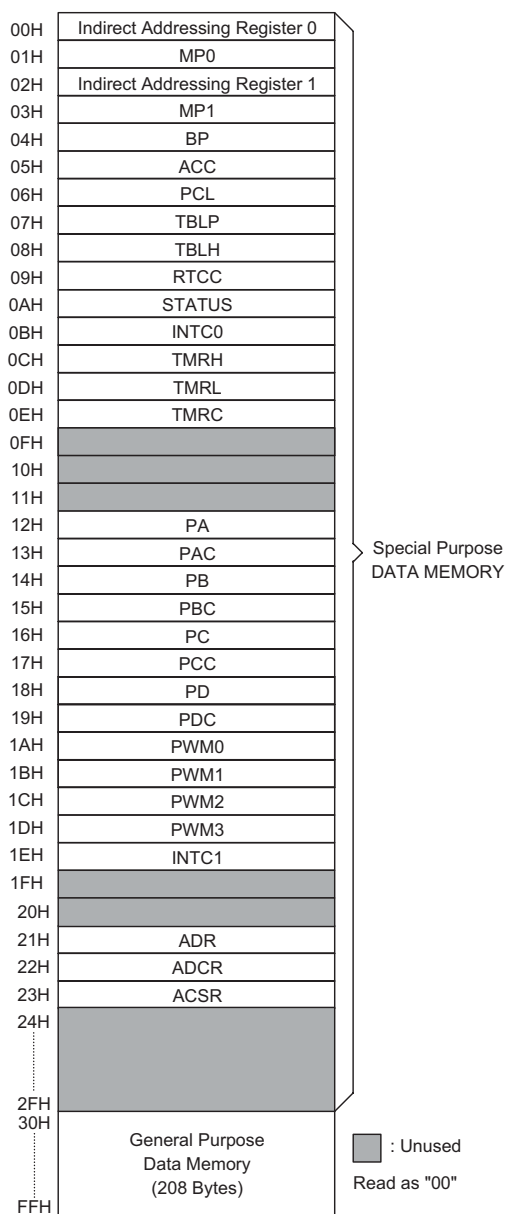 00H Indirect Addressing Register 0
01H MP0
02H Indirect Addressing Register 1
03H MP1
04H BP
05H ACC
06H PCL
07H TBLP
08H TBLH
09H RTCC
0AH STATUS
0BH INTC0
0CH TMRH
0DH TMRL
0EH TMRC
0FH
10H
11H
12H PA
13H PAC
14H PB
15H PBC
16H PC
17H PCC
18H PD
19H PDC
1AH PWM0
1BH PWM1
1CH PWM2
1DH PWM3
1EH INTC1
1FH
20H
21H ADR
22H ADCR
23H ACSR
24H
2FH
Special Purpose
DATA MEMORY
30H
General Purpose
Data Memory
(208 Bytes)
FFH
: Unused
Read as "00"